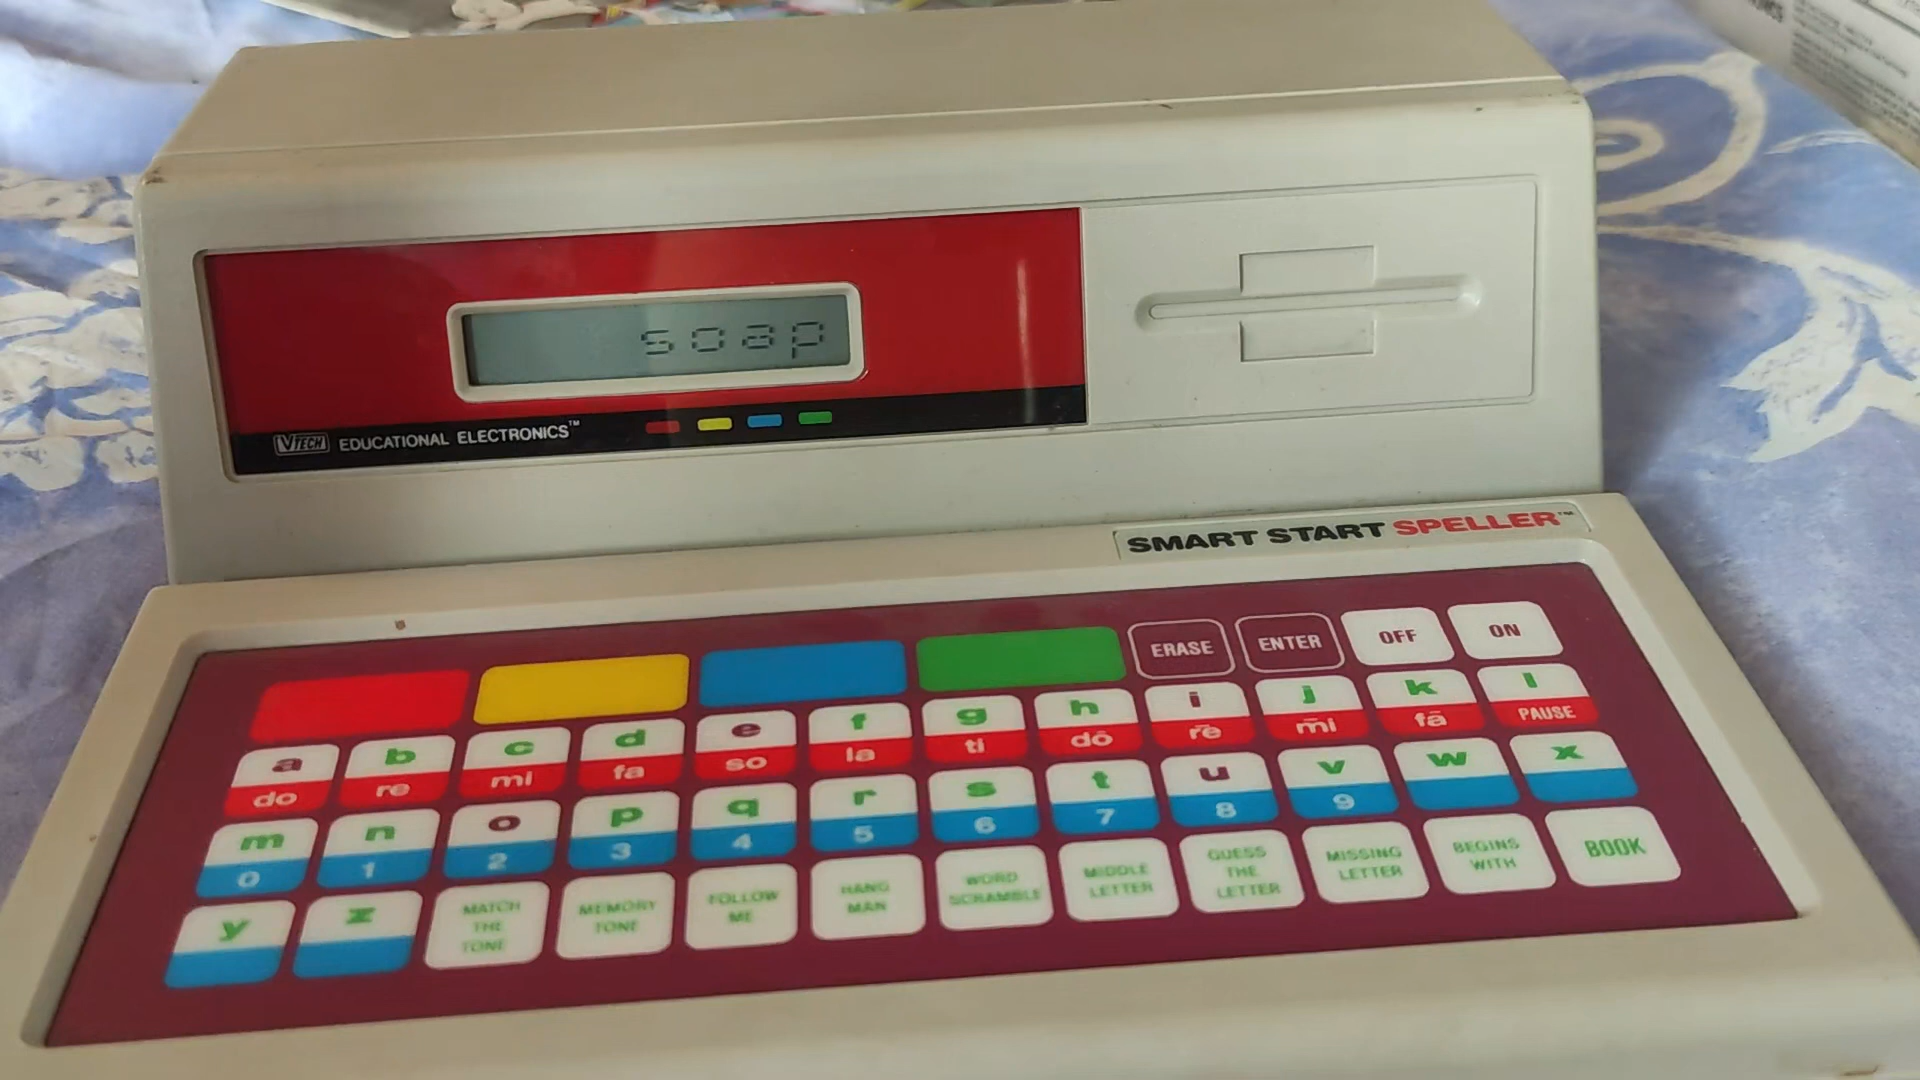 soap
VTECH EDUCATIONAL ELECTRONICS™
SMART START SPELLER™
ERASE ENTER OFF ON
a b c d e f g h i j k l
do re mi fa so la ti dō rē mī fā PAUSE
m n o p q r s t u v w x
0 1 2 3 4 5 6 7 8 9
y z
MATCH THE TONE
MEMORY TONE
FOLLOW ME
HANG MAN
WORD SCRAMBLE
MIDDLE LETTER
GUESS THE LETTER
MISSING LETTER
BEGINS WITH
BOOK